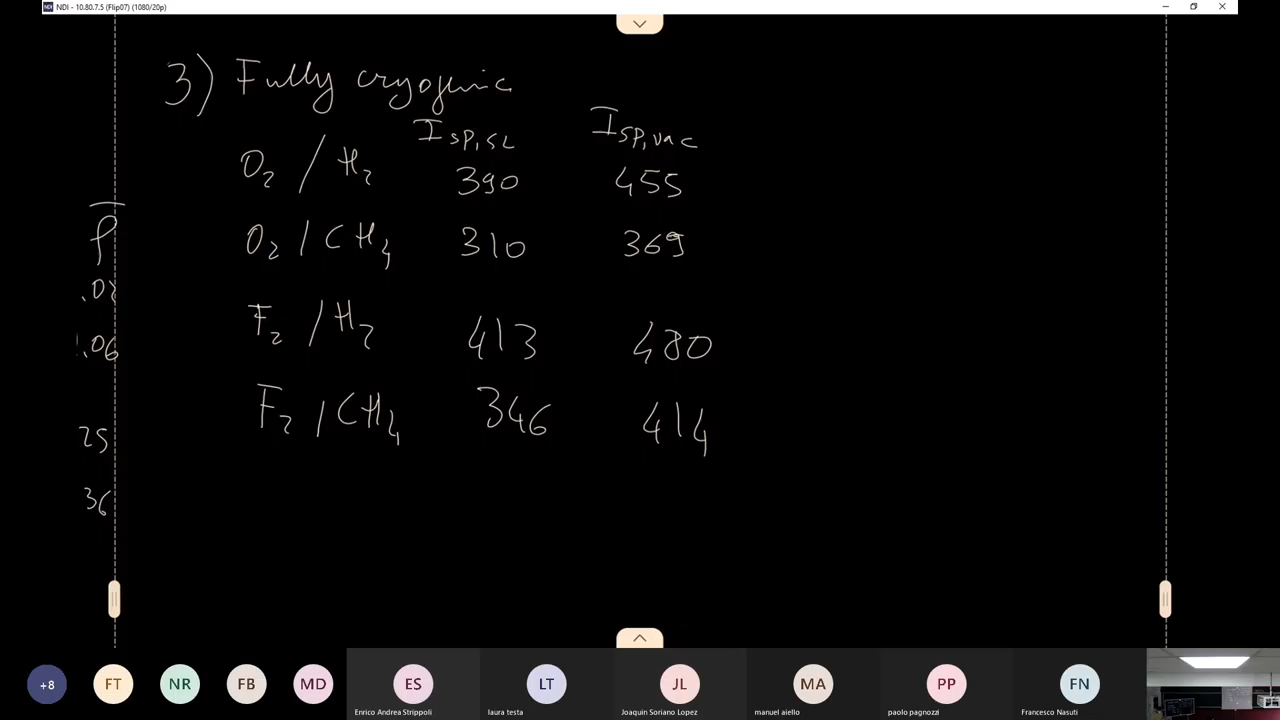 NDI - 10.80.7.5 (Flip07) (1080/20p)
3) Fully cryogenic
I SP,SL I SP,vac
O2 / H2 390 455
O2 / CH4 310 369
F2 / H2 413 480
F2 / CH4 346 414
ρ
.06
25
36
+8 FT NR FB MD ES LT JL MA PP FN
Enrico Andrea Strippoli laura testa Joaquin Soriano Lopez manuel aiello paolo pagnozzi Francesco Nasuti